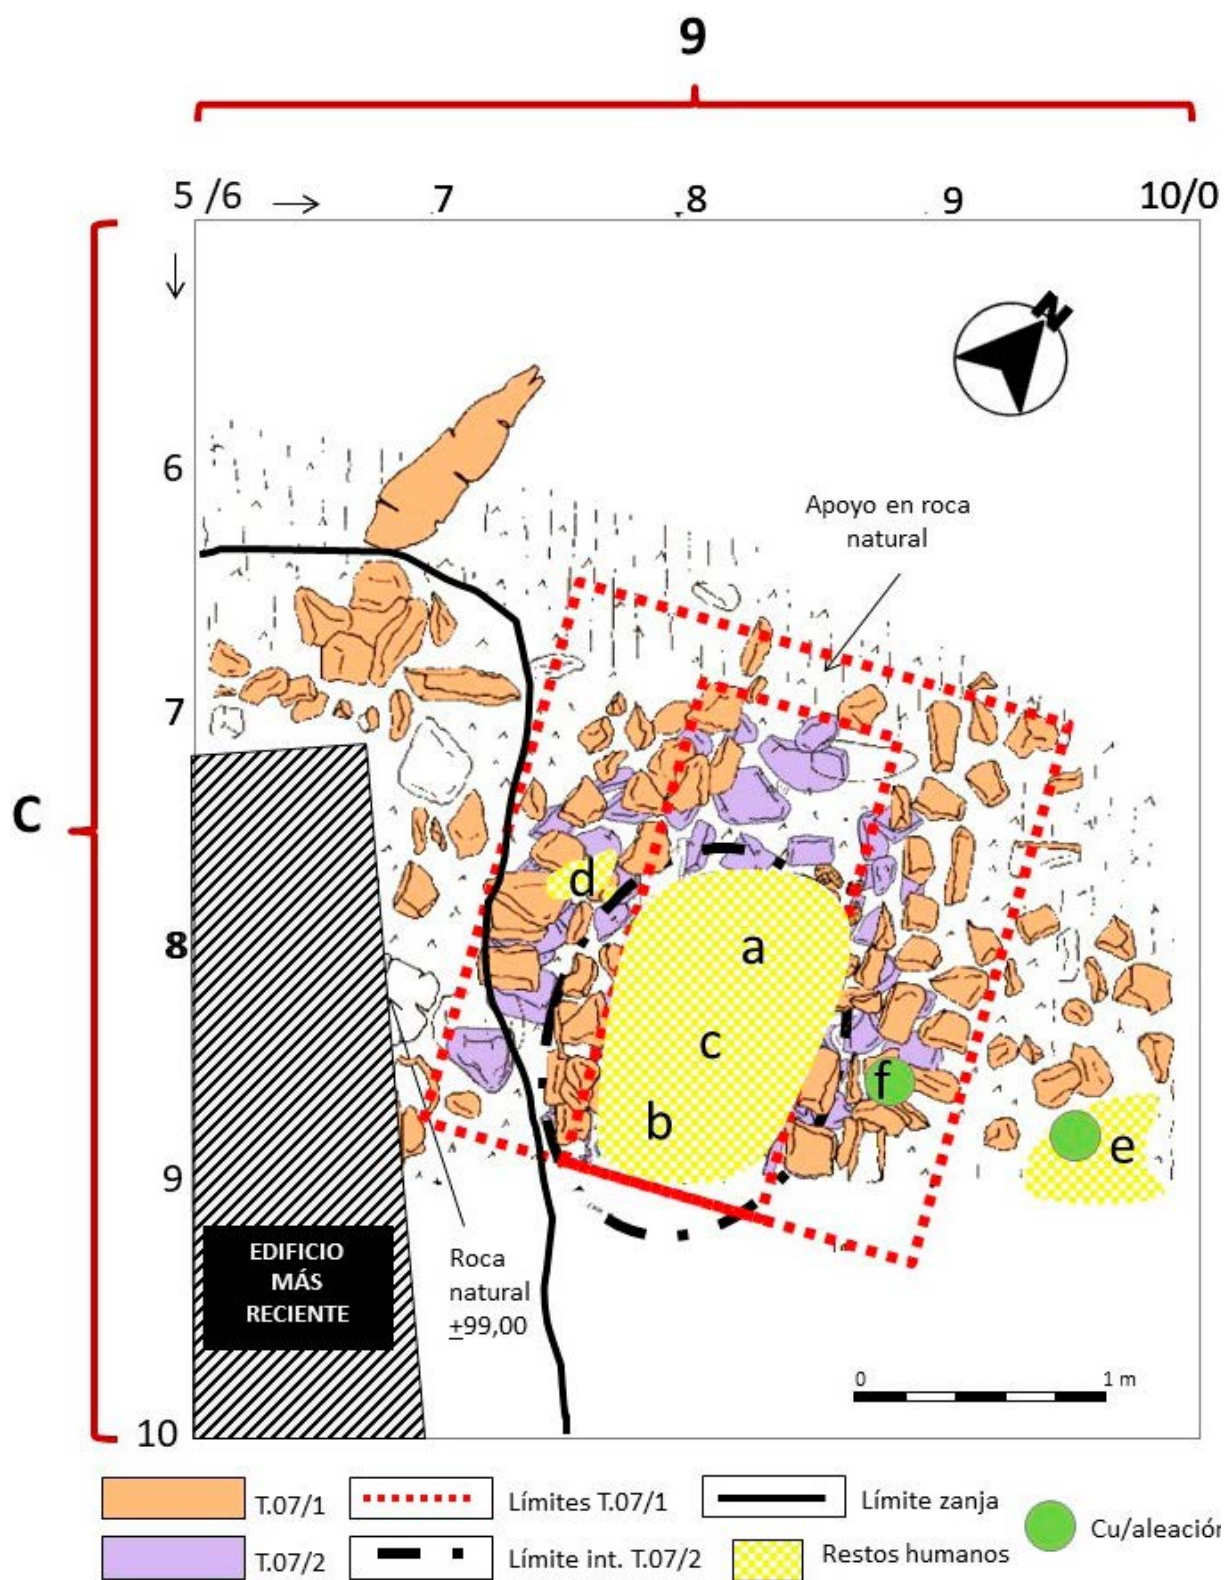 9
5 /6
7
8
9
10/0
N
6
Apoyo en roca
natural
7
C
d
8
a
c
f
b
e
9
EDIFICIO
MÁS
RECIENTE
Roca
natural
+99,00
0
1 m
10
T.07/1
Límites T.07/1
Límite zanja
Cu/aleación
T.07/2
Límite int. T.07/2
Restos humanos